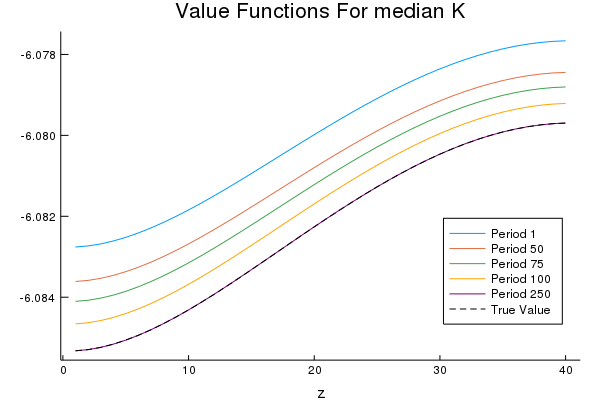 Value Functions For median K
-6.078
-6.080
-6.082
-6.084
0
10
20
30
40
z
Period 1
Period 50
Period 75
Period 100
Period 250
True Value